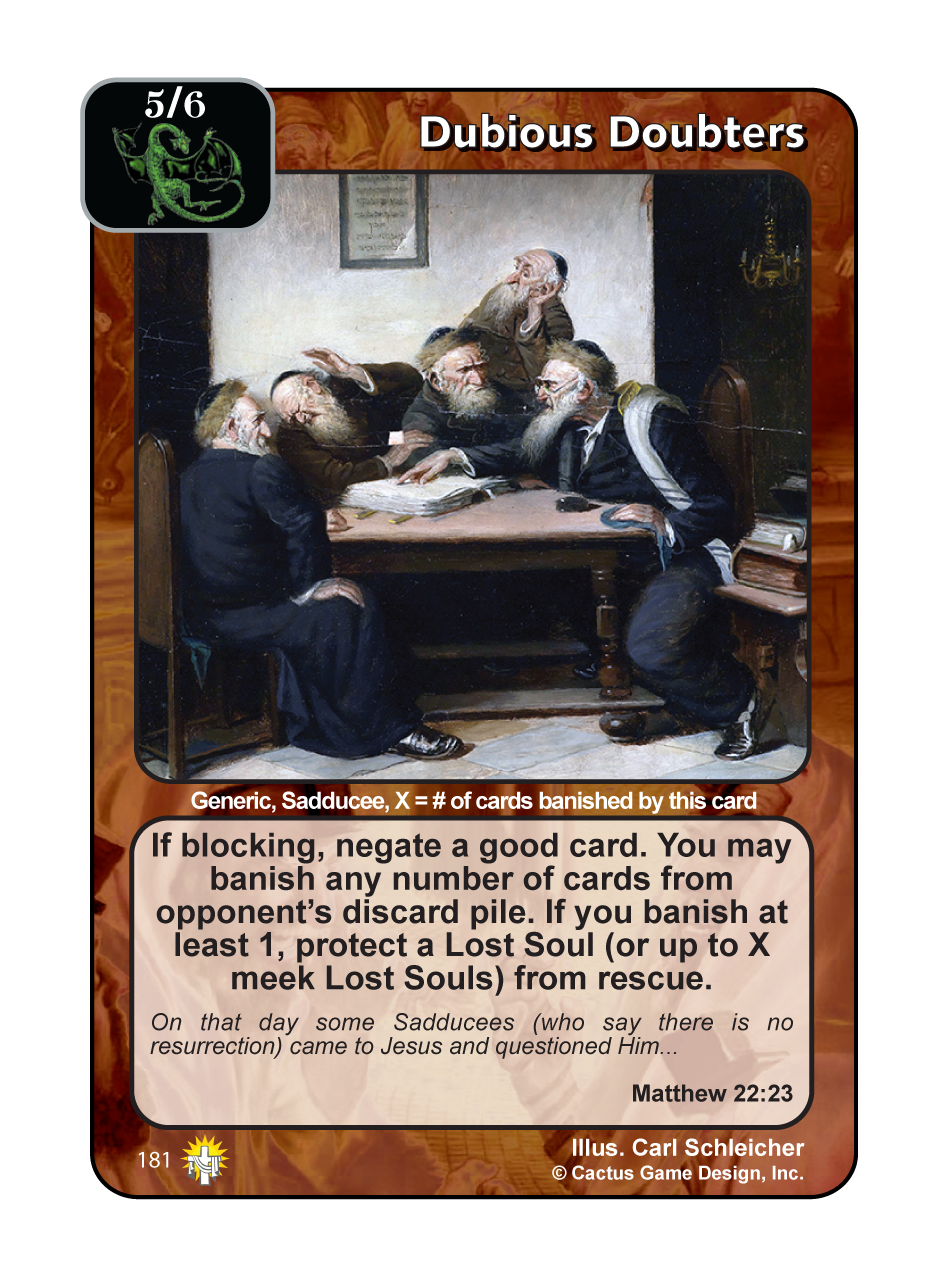 5/6
Dubious Doubters
Generic, Sadducee, X = # of cards banished by this card
If blocking, negate a good card. You may
banish any number of cards from
opponent’s discard pile. If you banish at
least 1, protect a Lost Soul (or up to X
meek Lost Souls) from rescue.
On that day some Sadducees (who say there is no
resurrection) came to Jesus and questioned Him...
Matthew 22:23
181
Illus. Carl Schleicher
© Cactus Game Design, Inc.